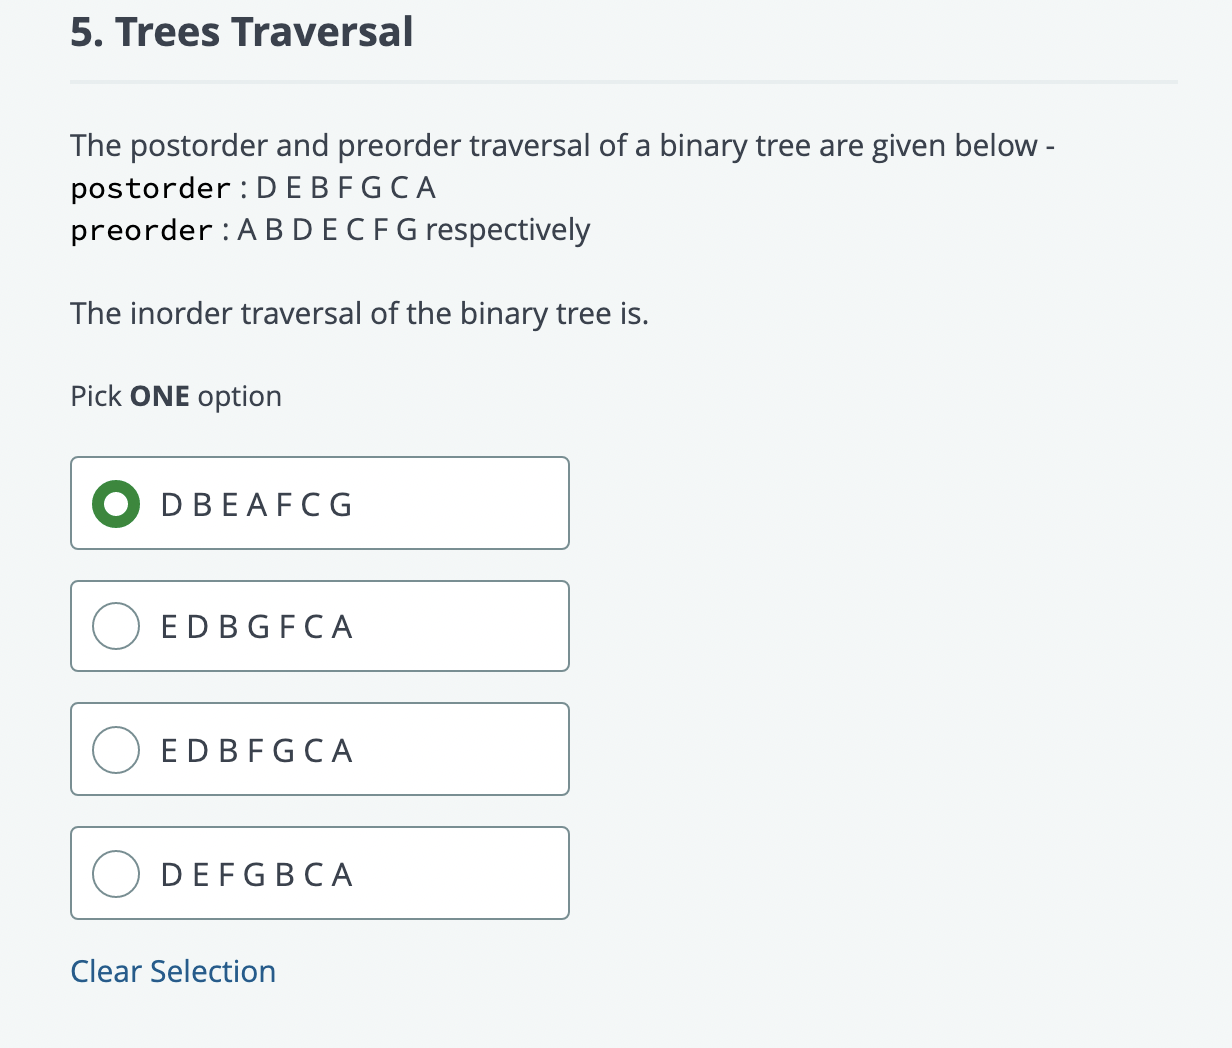 5. Trees Traversal
The postorder and preorder traversal of a binary tree are given below -
postorder : D E B F G C A
preorder : A B D E C F G respectively
The inorder traversal of the binary tree is.
Pick ONE option
D B E A F C G
E D B G F C A
E D B F G C A
D E F G B C A
Clear Selection